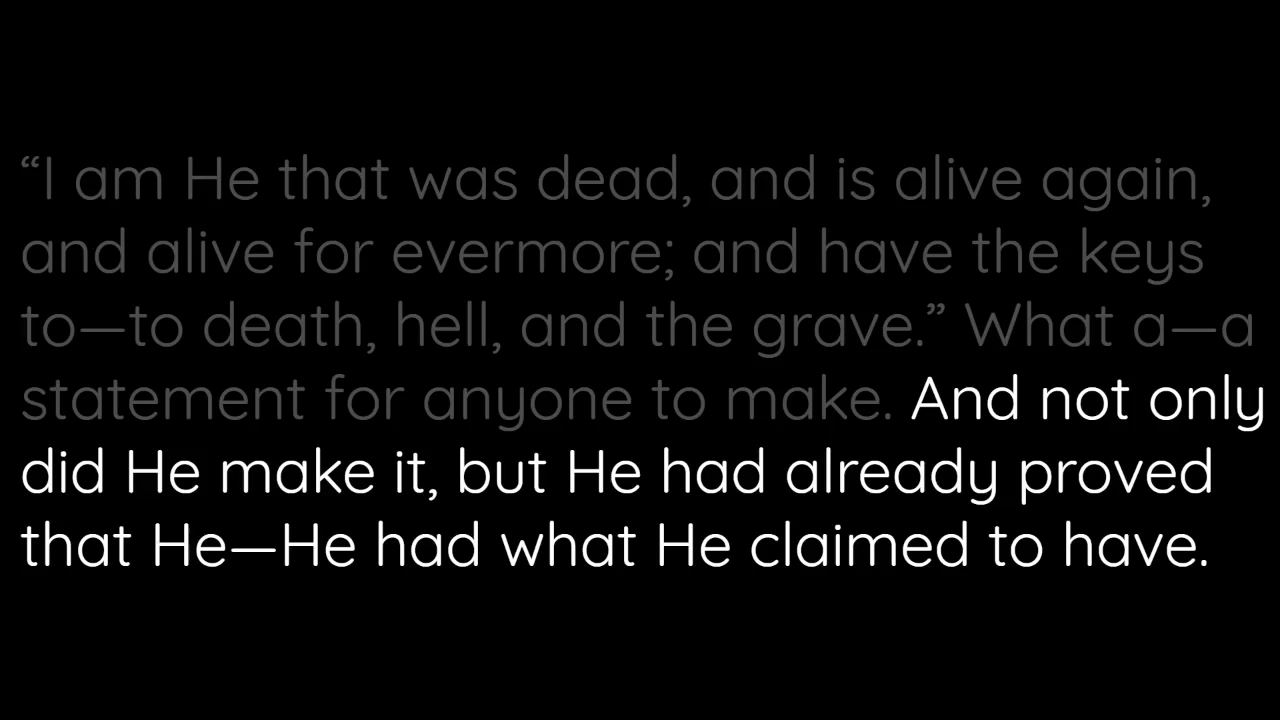 “I am He that was dead, and is alive again,
and alive for evermore; and have the keys
to—to death, hell, and the grave.” What a—a
statement for anyone to make. And not only
did He make it, but He had already proved
that He—He had what He claimed to have.